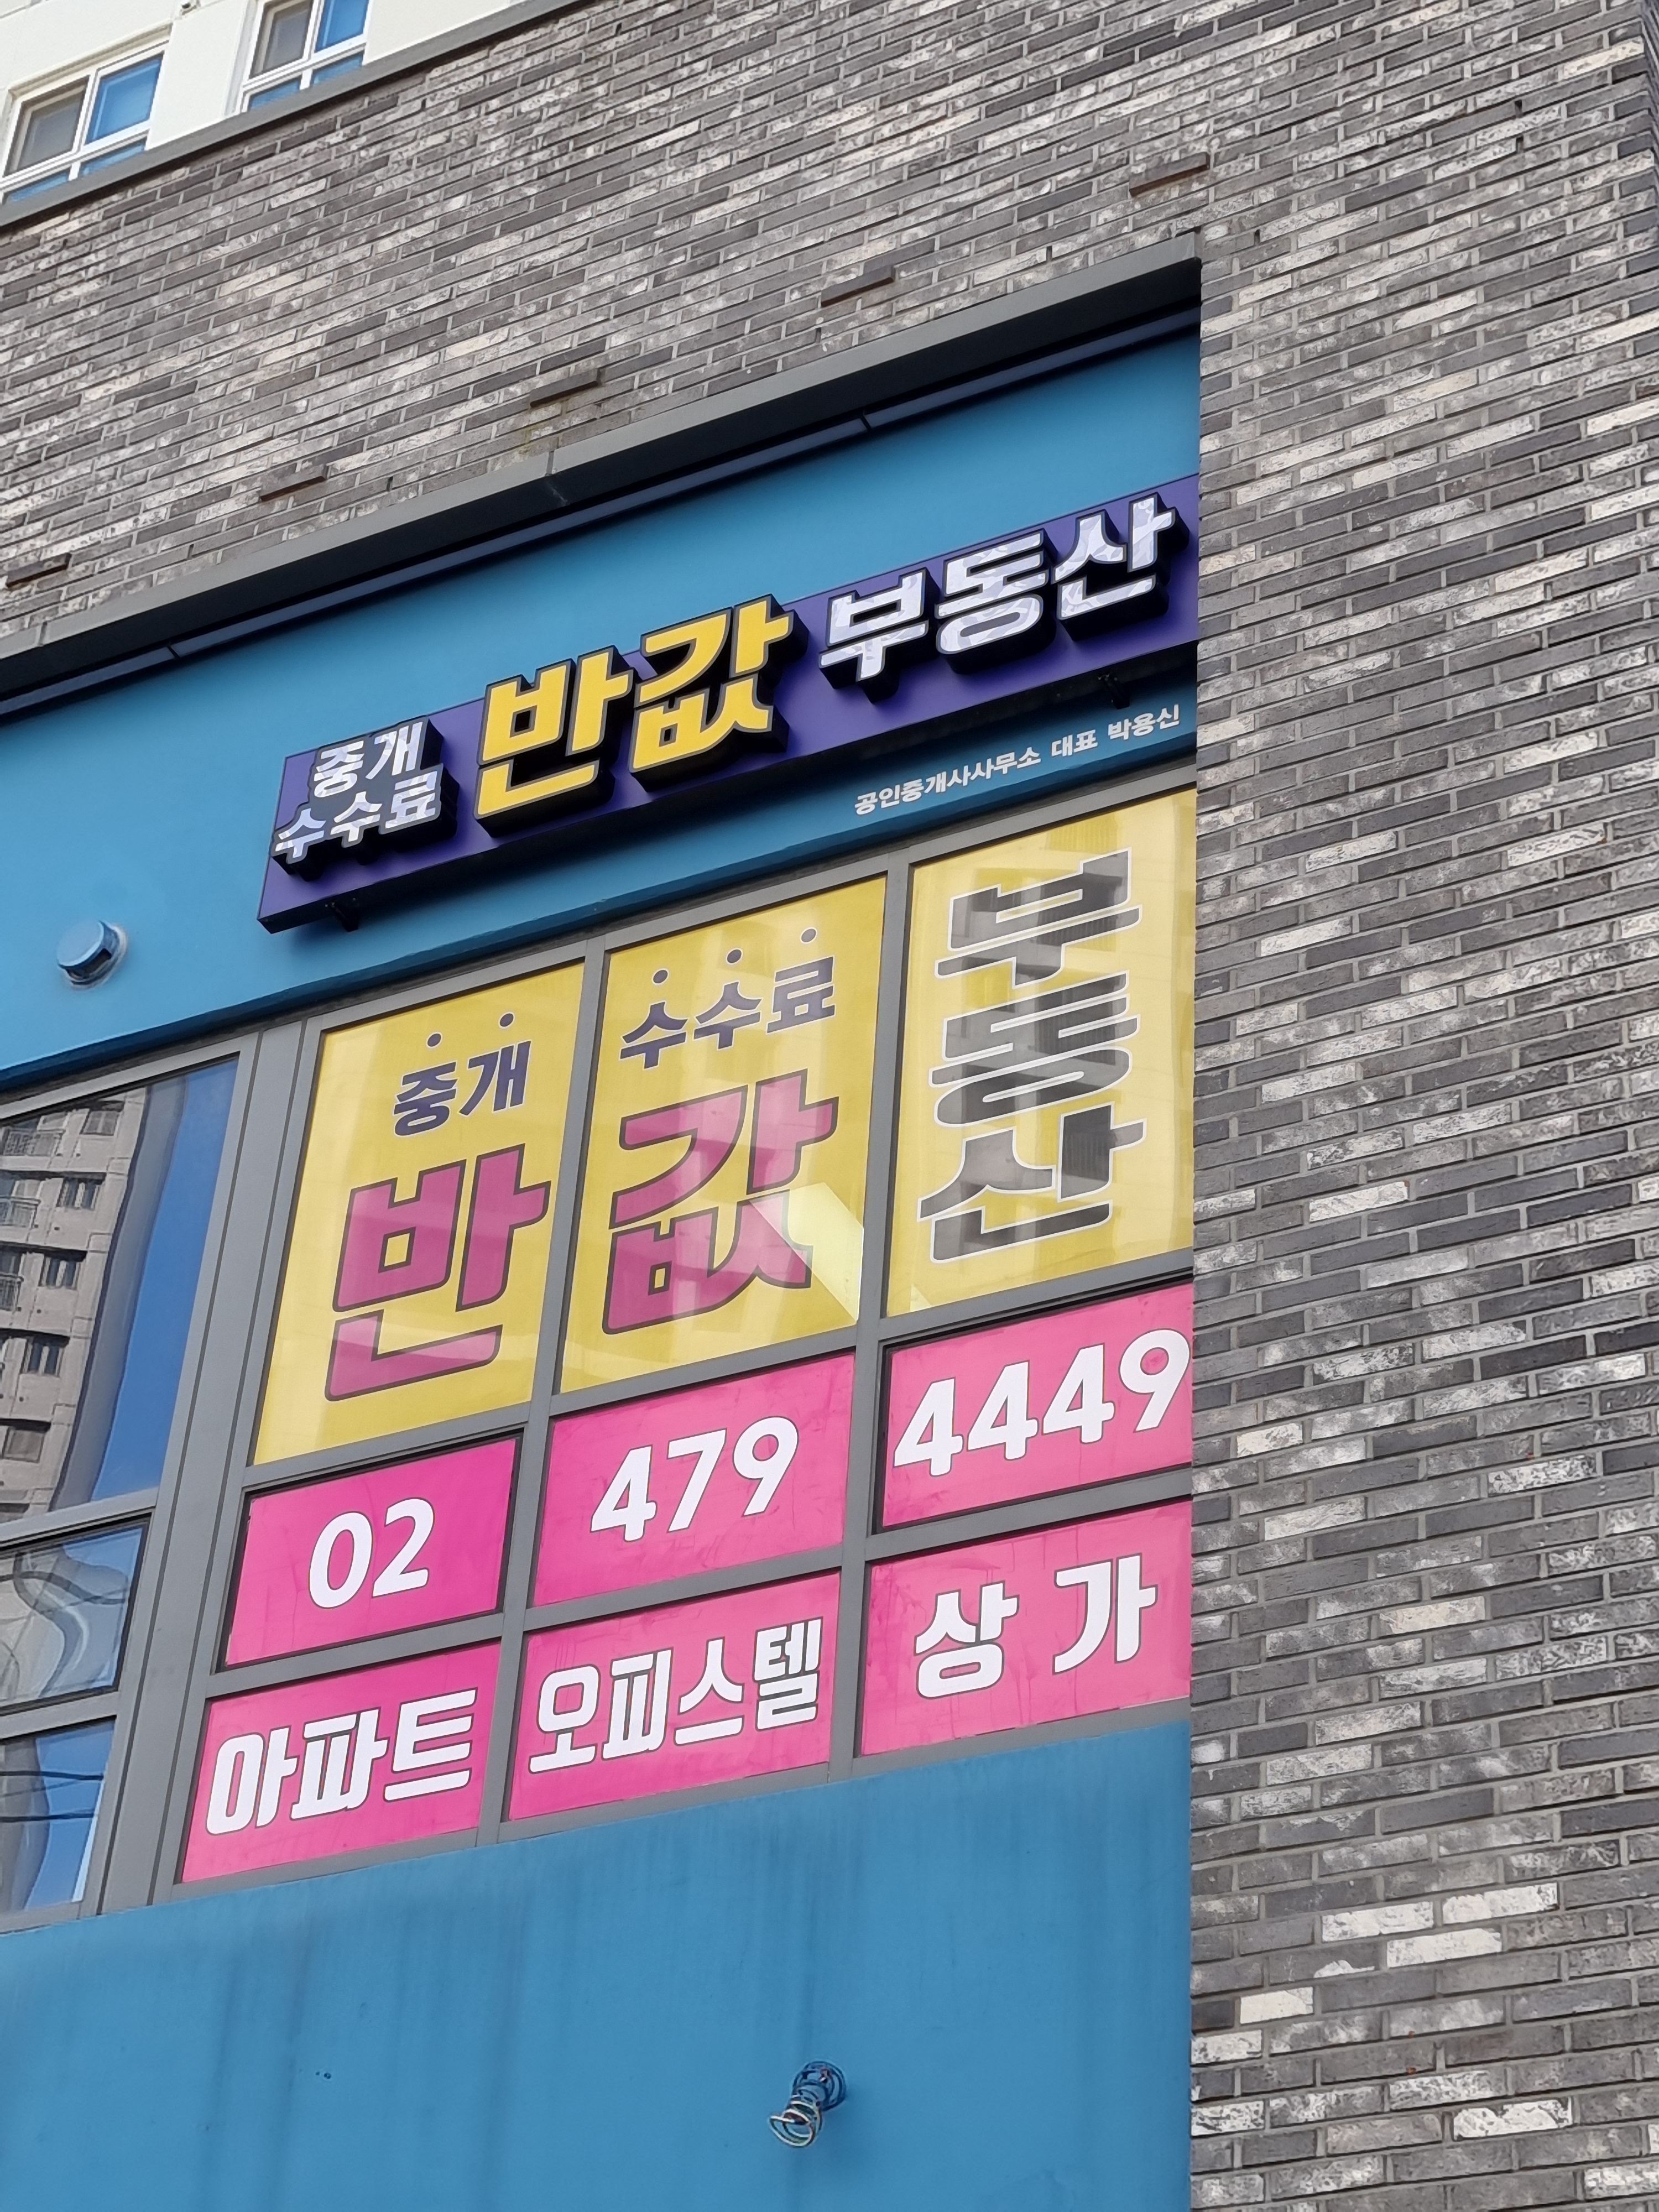 중개
수수료 반값 부동산
공인중개사사무소 대표 박용신
중개 수수료
반값
부동산
02 479 4449
아파트 오피스텔 상가